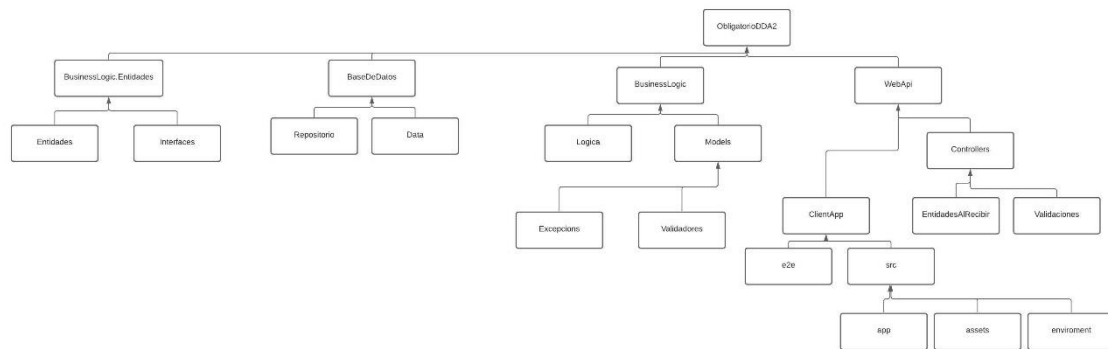 ObligatorioDDA2
BusinessLogic.Entidades
BaseDeDatos
BusinessLogic
WebApi
Entidades
Interfaces
Repositorio
Data
Logica
Models
Controllers
Excepcions
Validadores
ClientApp
EntidadesAlRecibir
Validaciones
e2e
src
app
assets
enviroment